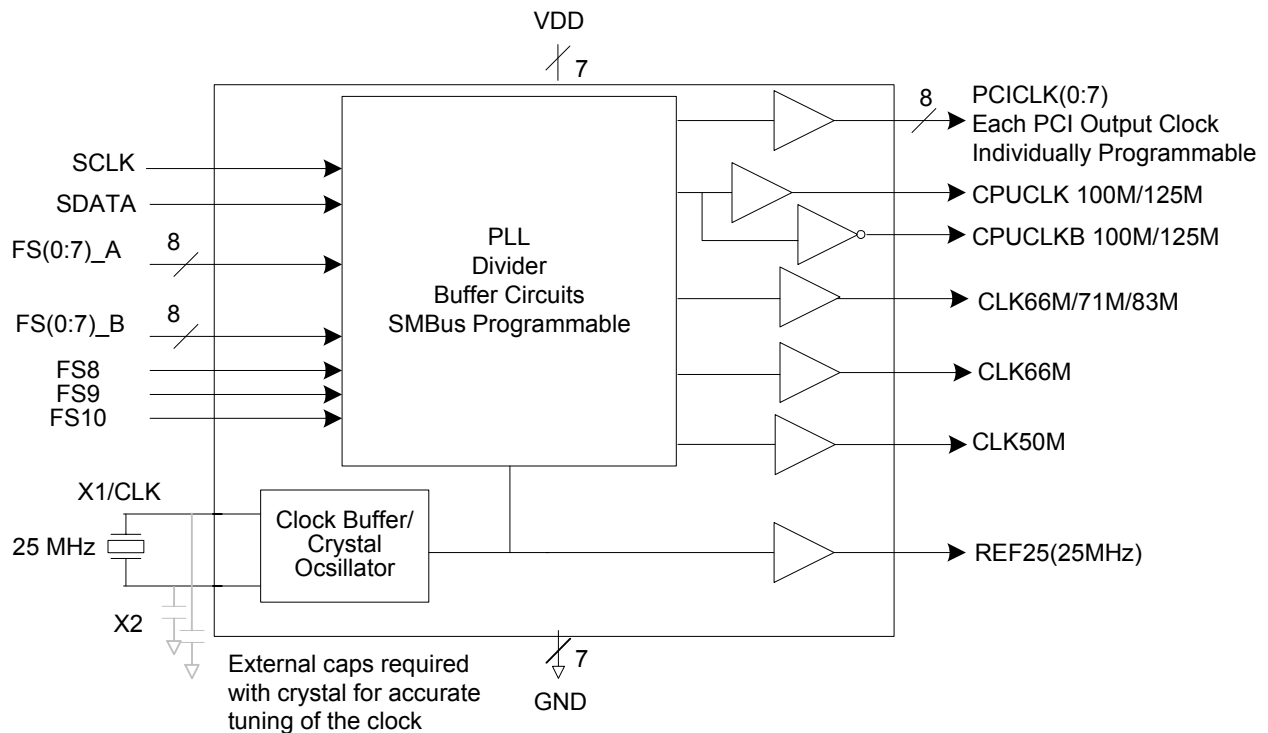 VDD
7
8
PCICLK(0:7)
Each PCI Output Clock
Individually Programmable
SCLK
SDATA
FS(0:7)_A
8
FS(0:7)_B
8
FS8
FS9
FS10
PLL
Divider
Buffer Circuits
SMBus Programmable
CPUCLK 100M/125M
CPUCLKB 100M/125M
CLK66M/71M/83M
CLK66M
CLK50M
X1/CLK
25 MHz
X2
Clock Buffer/
Crystal
Ocsillator
REF25(25MHz)
External caps required
with crystal for accurate
tuning of the clock
7
GND